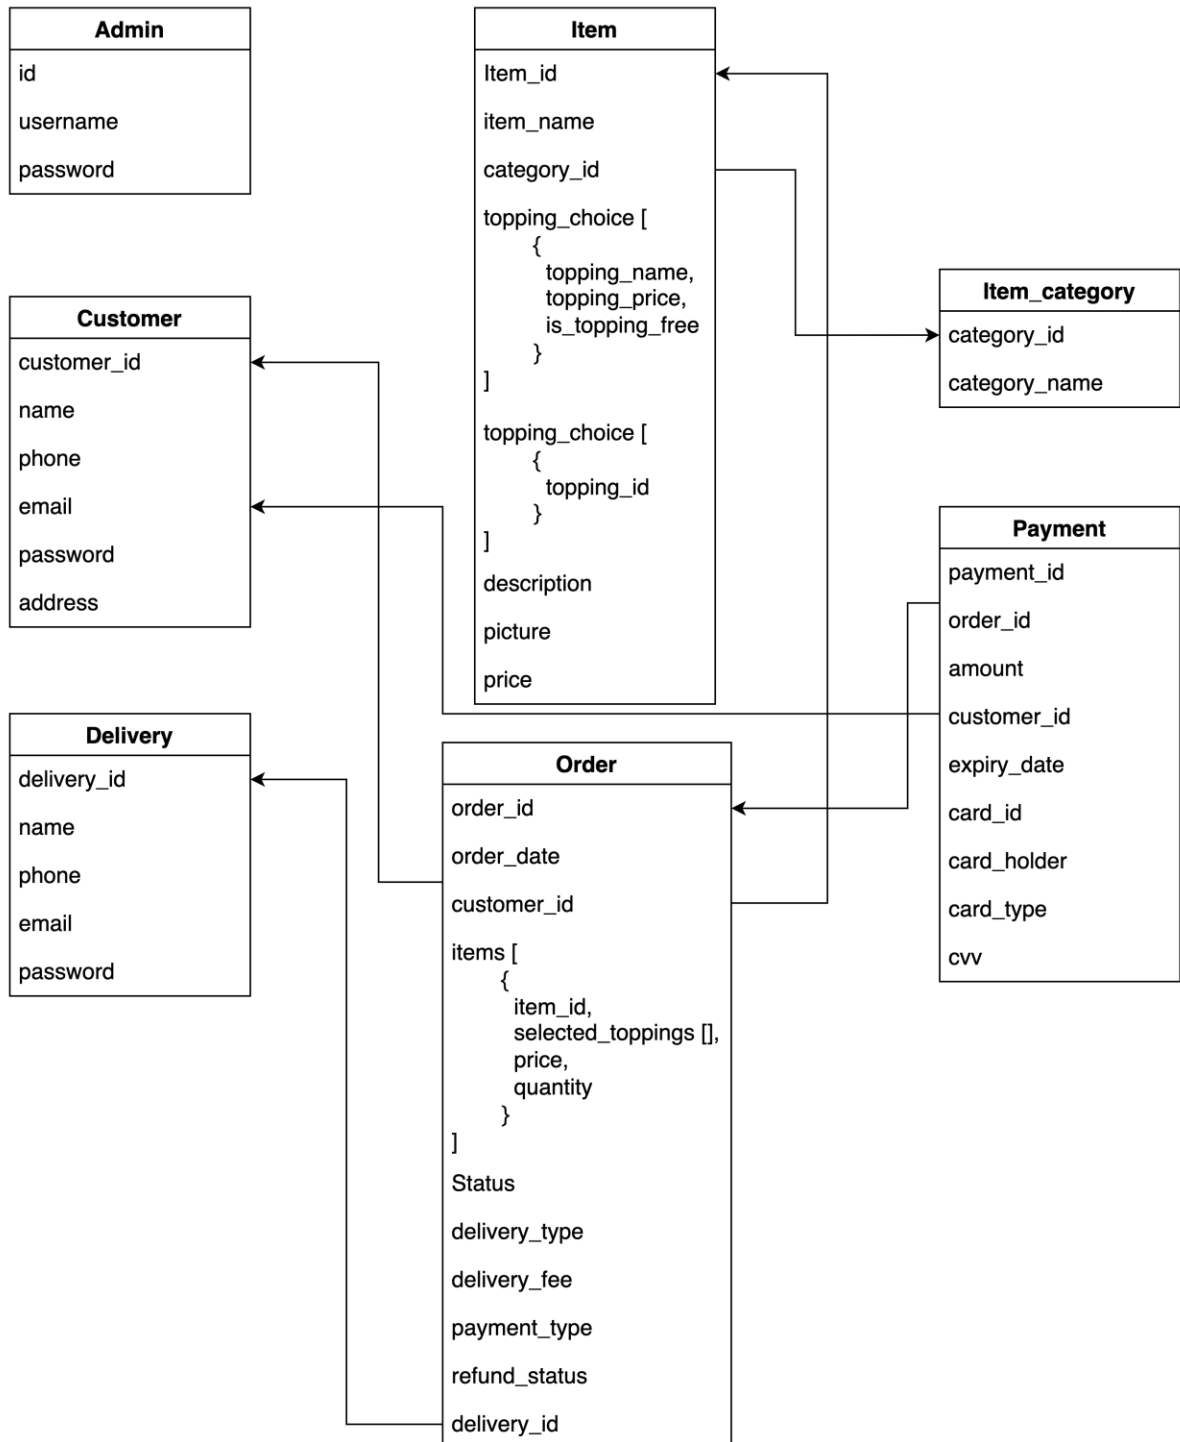 Admin
id
username
password
Item
Item_id
item_name
category_id
topping_choice [
{
topping_name,
topping_price,
is_topping_free
}
]
topping_choice [
{
topping_id
}
]
description
picture
price
Item_category
category_id
category_name
Customer
customer_id
name
phone
email
password
address
Payment
payment_id
order_id
amount
customer_id
expiry_date
card_id
card_holder
card_type
cvv
Delivery
delivery_id
name
phone
email
password
Order
order_id
order_date
customer_id
items [
{
item_id,
selected_toppings [],
price,
quantity
}
]
Status
delivery_type
delivery_fee
payment_type
refund_status
delivery_id